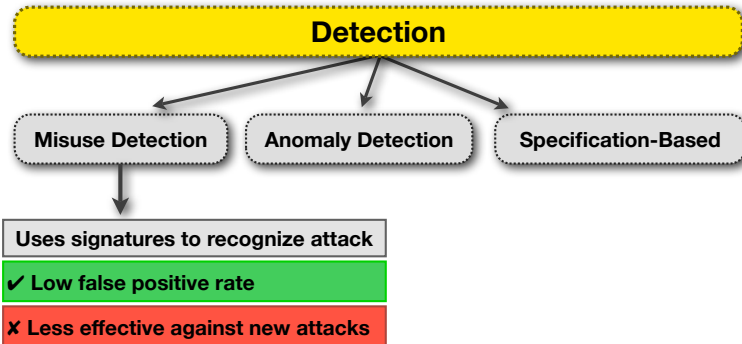 Detection
Misuse Detection
Anomaly Detection
Specification-Based
Uses signatures to recognize attack
✔ Low false positive rate
✘ Less effective against new attacks